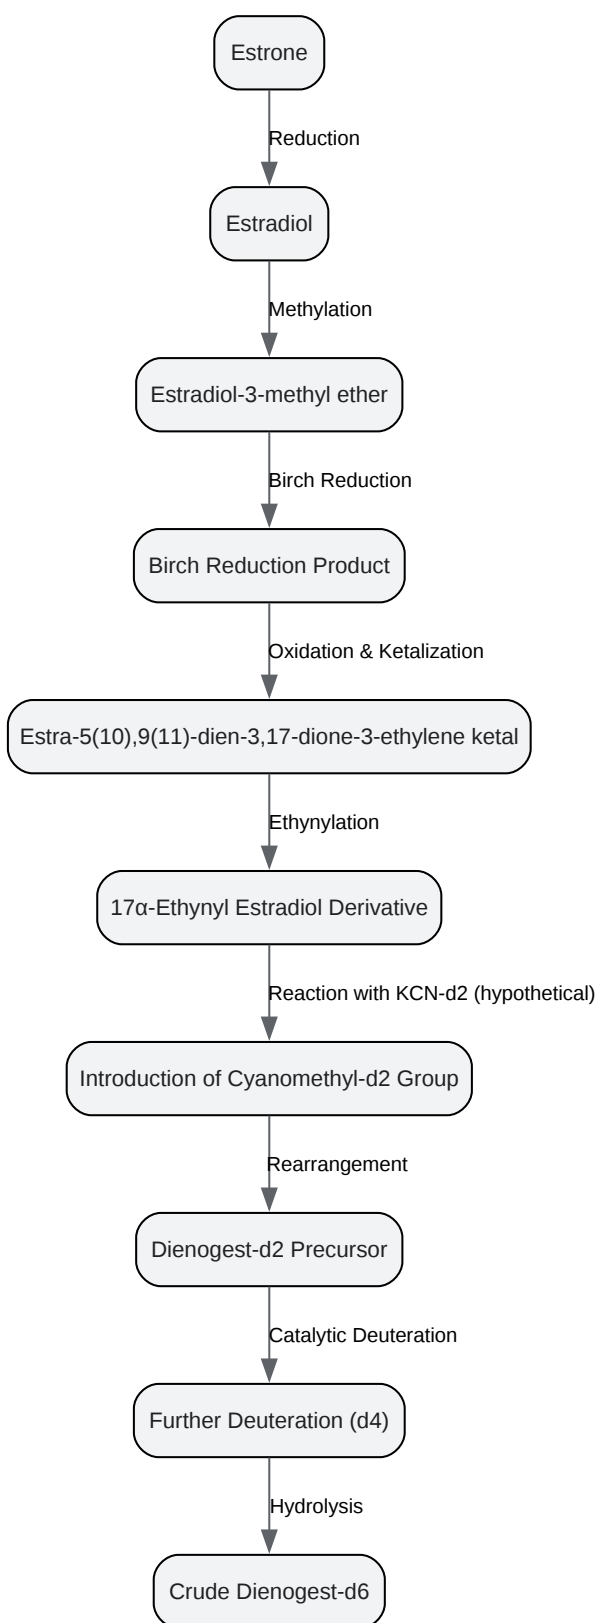 Estrone
Reduction
Estradiol
Methylation
Estradiol-3-methyl ether
Birch Reduction
Birch Reduction Product
Oxidation & Ketalization
Estra-5(10),9(11)-dien-3,17-dione-3-ethylene ketal
Ethynylation
17α-Ethynyl Estradiol Derivative
Reaction with KCN-d2 (hypothetical)
Introduction of Cyanomethyl-d2 Group
Rearrangement
Dienogest-d2 Precursor
Catalytic Deuteration
Further Deuteration (d4)
Hydrolysis
Crude Dienogest-d6